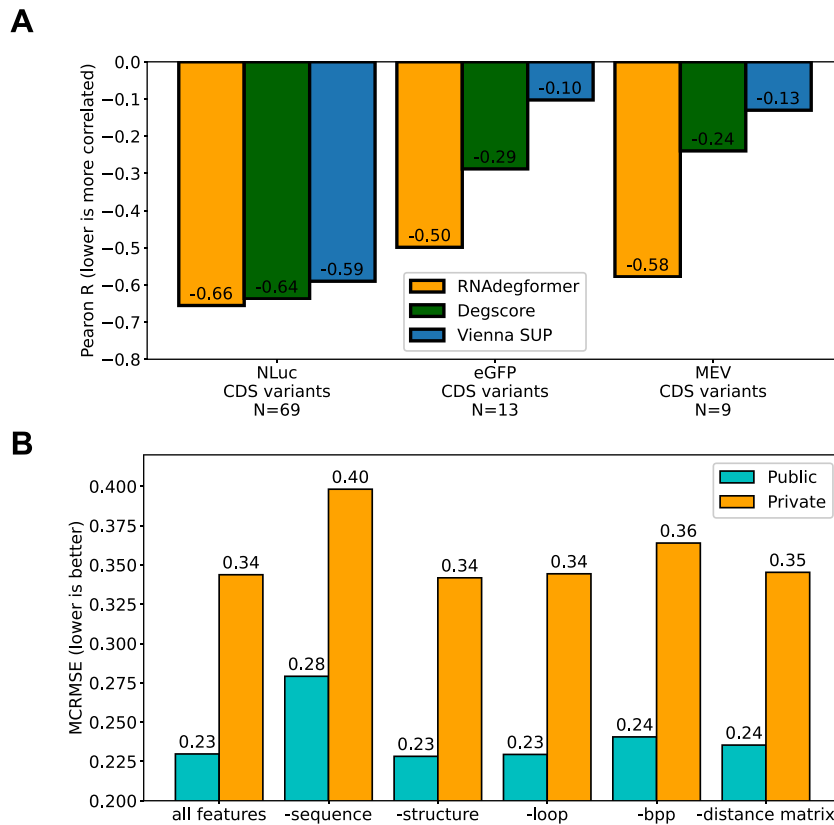 A
0.0
-0.1
-0.2
-0.3
-0.4
-0.5
-0.6
-0.7
-0.8
Pearon R (lower is more correlated)
-0.66
-0.64
-0.59
-0.50
-0.29
-0.10
-0.58
-0.24
-0.13
RNAdegformer
Degscore
Vienna SUP
NLuc
CDS variants
N=69
eGFP
CDS variants
N=13
MEV
CDS variants
N=9
B
0.400
0.375
0.350
0.325
0.300
0.275
0.250
0.225
0.200
MCRMSE (lower is better)
Public
Private
0.23
0.34
0.28
0.40
0.23
0.34
0.23
0.34
0.24
0.36
0.24
0.35
all features
-sequence
-structure
-loop
-bpp
-distance matrix